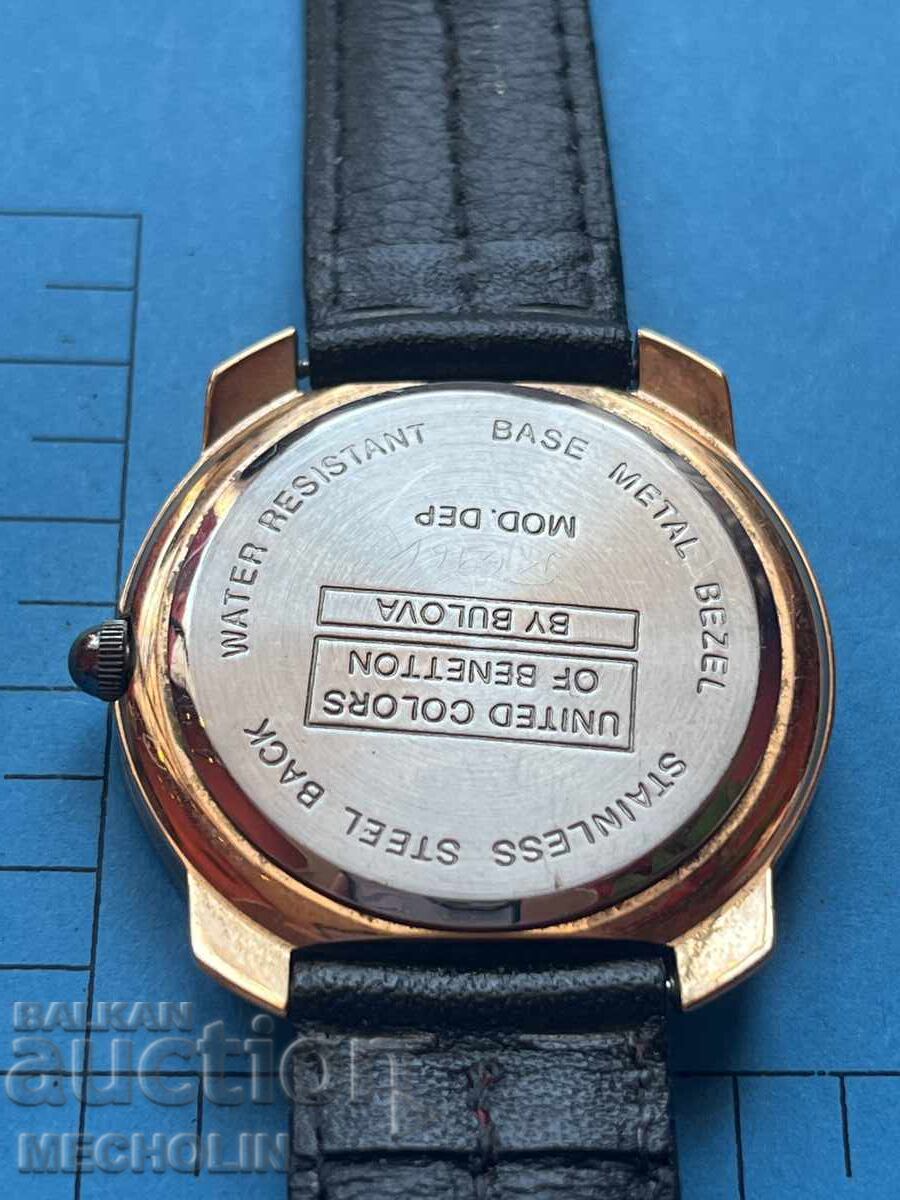 WATER RESISTANT
BASE METAL BEZEL
STAINLESS STEEL BACK
UNITED COLORS
OF BENETTON
BY BULOVA
MOD. DEP
BALKAN
auction
MECHOLIN